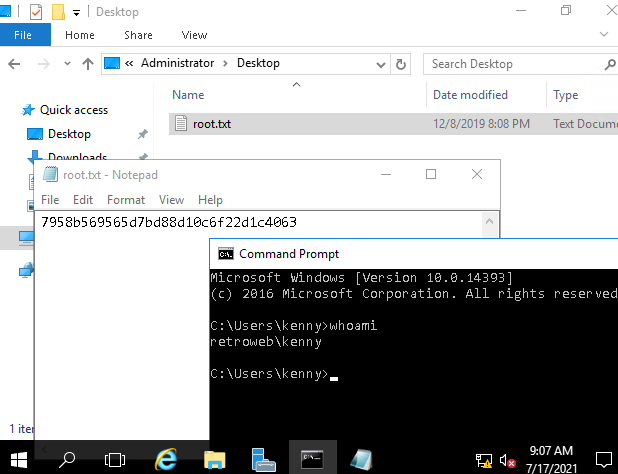 Desktop
File Home Share View
« Administrator > Desktop
Search Desktop
Name Date modified Type
Quick access
root.txt 12/8/2019 8:08 PM Text Docume
Desktop
Downloads
root.txt - Notepad
File Edit Format View Help
7958b569565d7bd88d10c6f22d1c4063
Command Prompt
Microsoft Windows [Version 10.0.14393]
(c) 2016 Microsoft Corporation. All rights reserved
C:\Users\kenny>whoami
retroweb\kenny
C:\Users\kenny>
1 iter
9:07 AM
7/17/2021